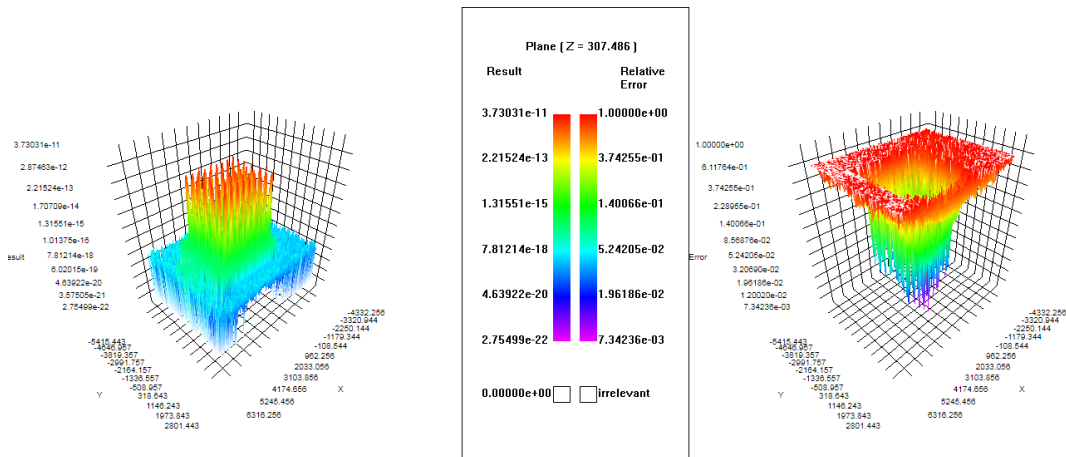 Plane ( Z = 307.486 )
Result
Relative
Error
3.73031e-11 1.00000e+00
2.21524e-13 3.74255e-01
1.31551e-15 1.40066e-01
7.81214e-18 5.24205e-02
4.63922e-20 1.96186e-02
2.75499e-22 7.34236e-03
0.00000e+00 irrelevant
3.73031e-11
2.87463e-12
2.21524e-13
1.70709e-14
1.31551e-15
1.01375e-16
7.81214e-18
6.02015e-19
4.63922e-20
3.57505e-21
2.75499e-22
esult
-5415.443
-4646.957
-3819.357
-2991.757
-2164.157
-1336.557
-508.957
318.643
1146.243
1973.843
2801.443
Y
-4332.256
-3320.944
-2250.144
-1179.344
-108.544
962.256
2033.056
3103.856
4174.656
5245.456
6316.256
X
1.00000e+00
6.11764e-01
3.74255e-01
2.28955e-01
1.40066e-01
8.56876e-02
5.24205e-02
3.20690e-02
1.96186e-02
1.20020e-02
7.34236e-03
Error
-5415.443
-4646.957
-3819.357
-2991.757
-2164.157
-1336.557
-508.957
318.643
1146.243
1973.843
2801.443
Y
-4332.256
-3320.944
-2250.144
-1179.344
-108.544
962.256
2033.056
3103.856
4174.656
5245.456
6316.256
X